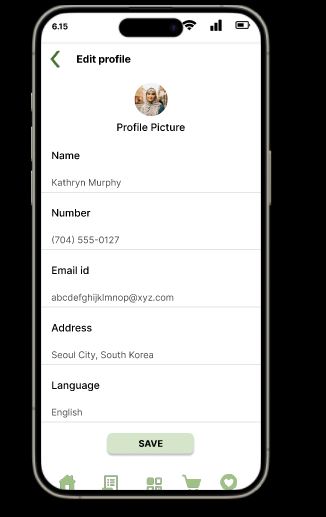 6.15
Edit profile
Profile Picture
Name
Kathryn Murphy
Number
(704) 555-0127
Email id
abcdefghijklmnop@xyz.com
Address
Seoul City, South Korea
Language
English
SAVE